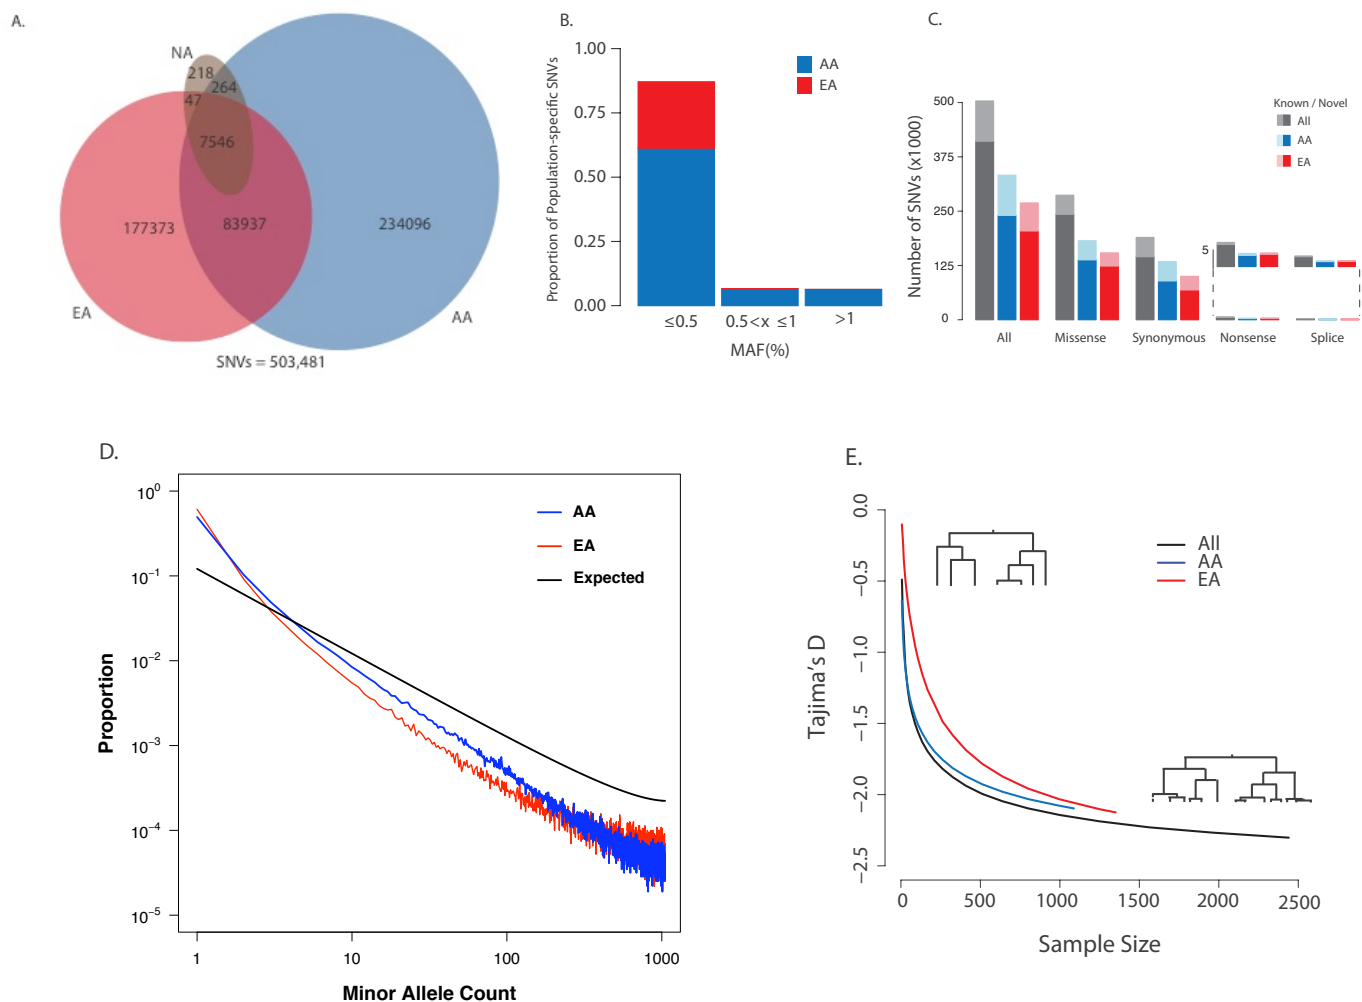 A.
NA
218
264
47
7546
177373
83937
234096
EA
AA
SNVs = 503,481
B.
Proportion of Population-specific SNVs
1.00
0.75
0.50
0.25
0.00
AA
EA
≤0.5
0.5<x ≤1
>1
MAF(%)
C.
Number of SNVs (x1000)
500
375
250
125
0
Known / Novel
All
AA
EA
5
All
Missense
Synonymous
Nonsense
Splice
D.
Proportion
10⁰
10⁻¹
10⁻²
10⁻³
10⁻⁴
10⁻⁵
AA
EA
Expected
1
10
100
1000
Minor Allele Count
E.
Tajima's D
0.0
−0.5
−1.0
−1.5
−2.0
−2.5
All
AA
EA
0
500
1000
1500
2000
2500
Sample Size